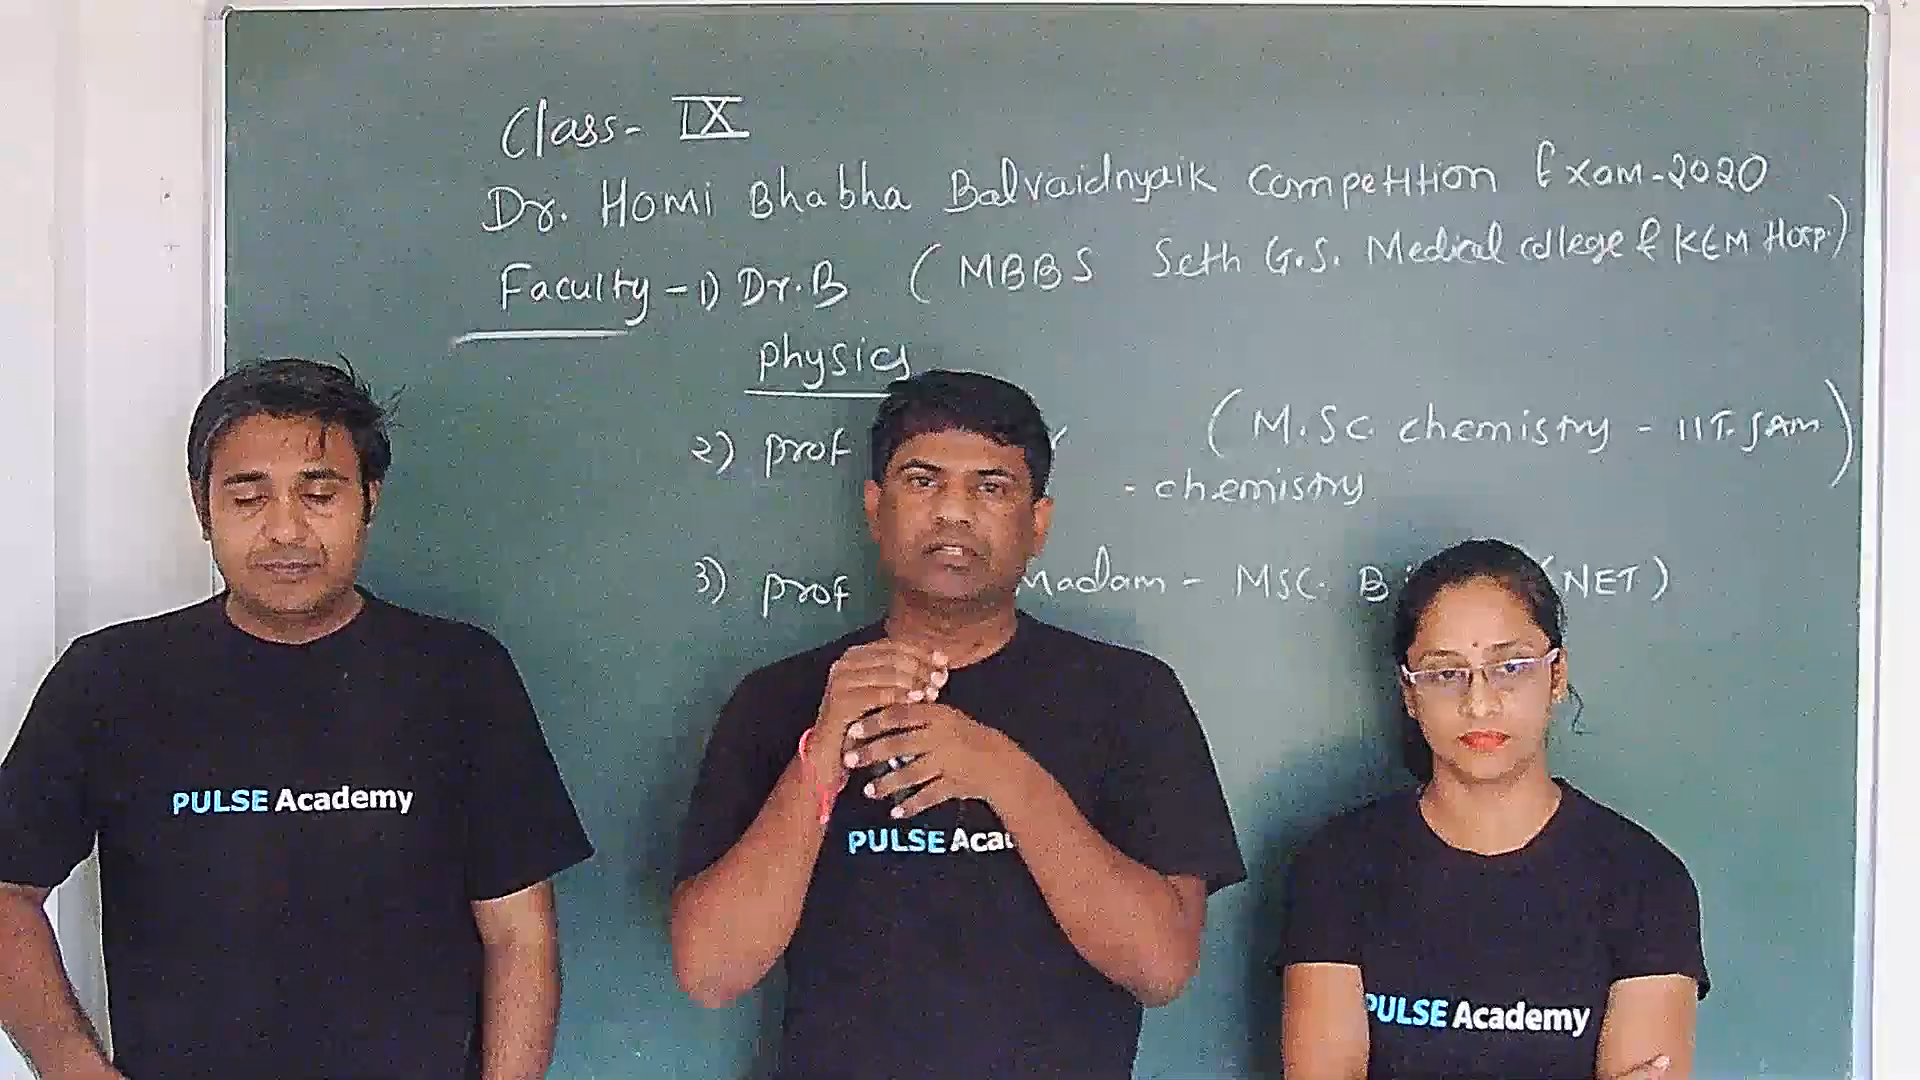 Class- IX
Dr. Homi Bhabha Balvaidnyaik Competition Exam-2020
Faculty - 1) Dr. B (MBBS Seth G.S. Medical college & KEM Hosp.)
Physics
2) prof (M.Sc. chemistry - IIT. JAM)
- chemistry
3) prof Madam - MSC. (NET)
PULSE Academy
PULSE
PULSE Academy